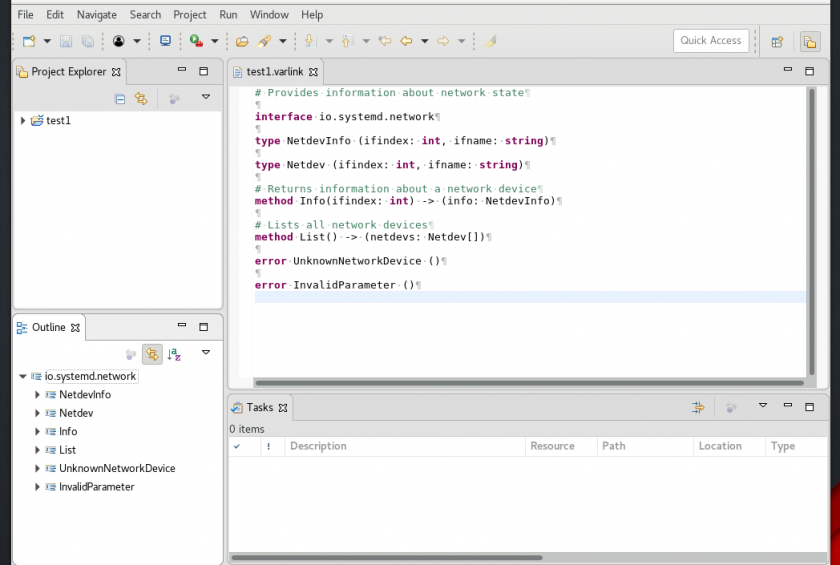 File Edit Navigate Search Project Run Window Help
Quick Access
Project Explorer
test1
test1.varlink
# Provides information about network state
interface io.systemd.network
type NetdevInfo (ifindex: int, ifname: string)
type Netdev (ifindex: int, ifname: string)
# Returns information about a network device
method Info(ifindex: int) -> (info: NetdevInfo)
# Lists all network devices
method List() -> (netdevs: Netdev[])
error UnknownNetworkDevice ()
error InvalidParameter ()
Outline
io.systemd.network
NetdevInfo
Netdev
Info
List
UnknownNetworkDevice
InvalidParameter
Tasks
0 items
! Description Resource Path Location Type